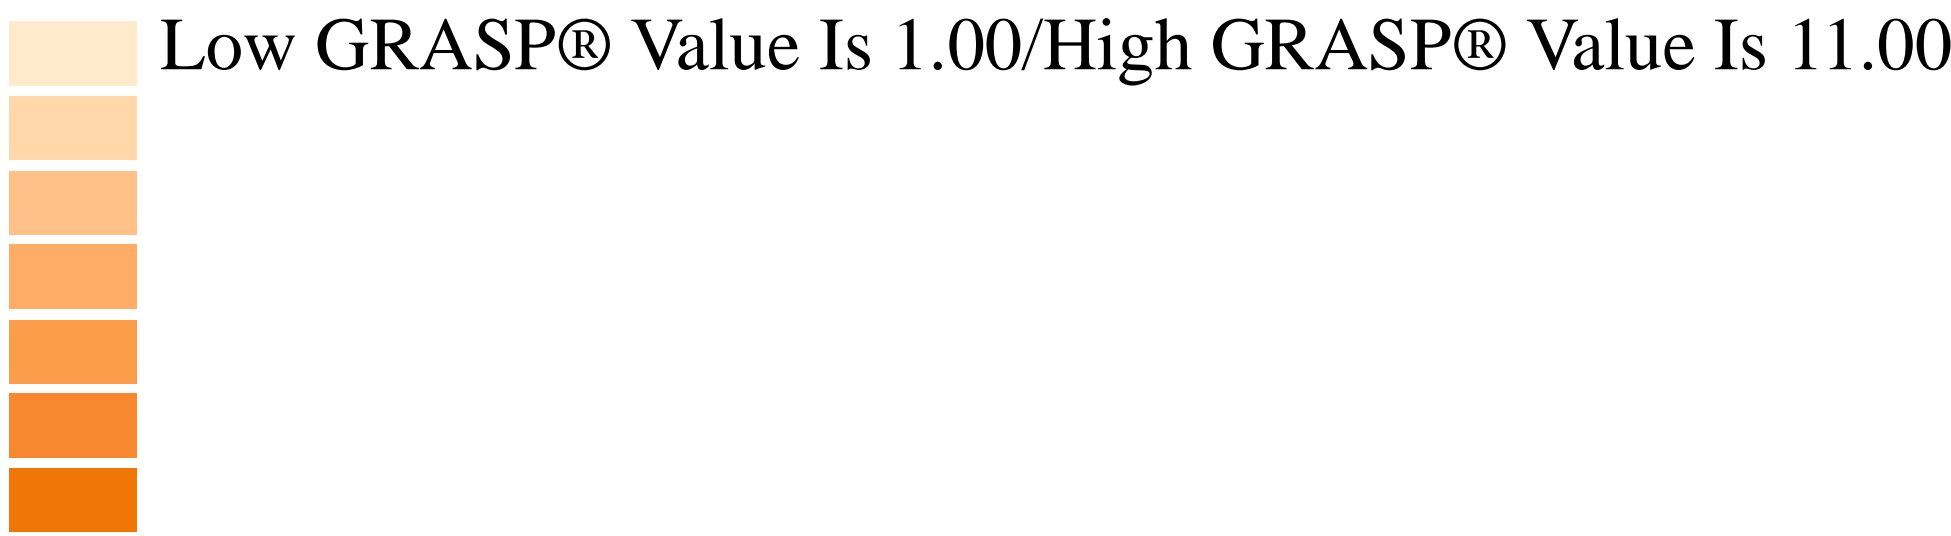 Low GRASP® Value Is 1.00/High GRASP® Value Is 11.00